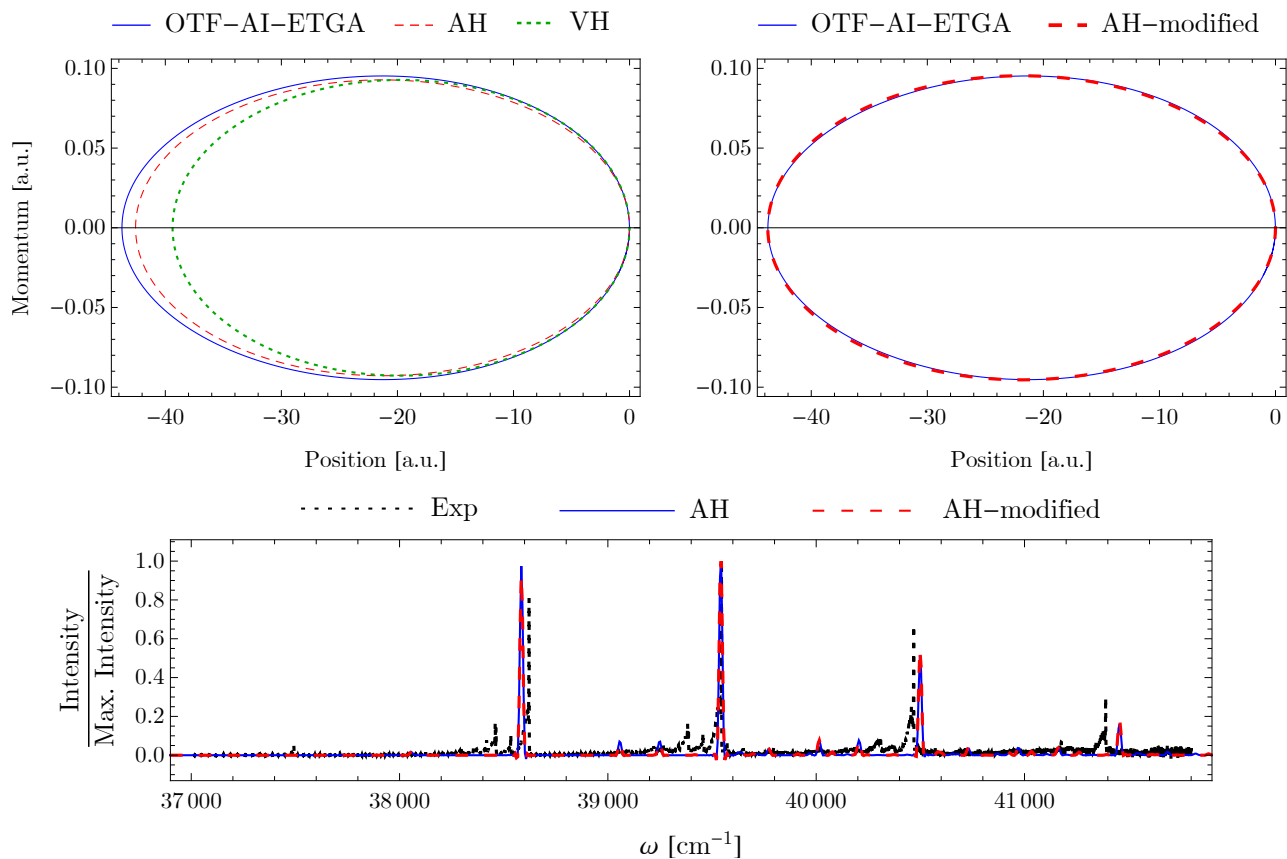 OTF−AI−ETGA AH VH
0.10
0.05
0.00
−0.05
−0.10
Momentum [a.u.]
−40 −30 −20 −10 0
Position [a.u.]
OTF−AI−ETGA AH−modified
0.10
0.05
0.00
−0.05
−0.10
−40 −30 −20 −10 0
Position [a.u.]
Exp AH AH−modified
Intensity
Max. Intensity
1.0
0.8
0.6
0.4
0.2
0.0
37 000 38 000 39 000 40 000 41 000
ω [cm⁻¹]